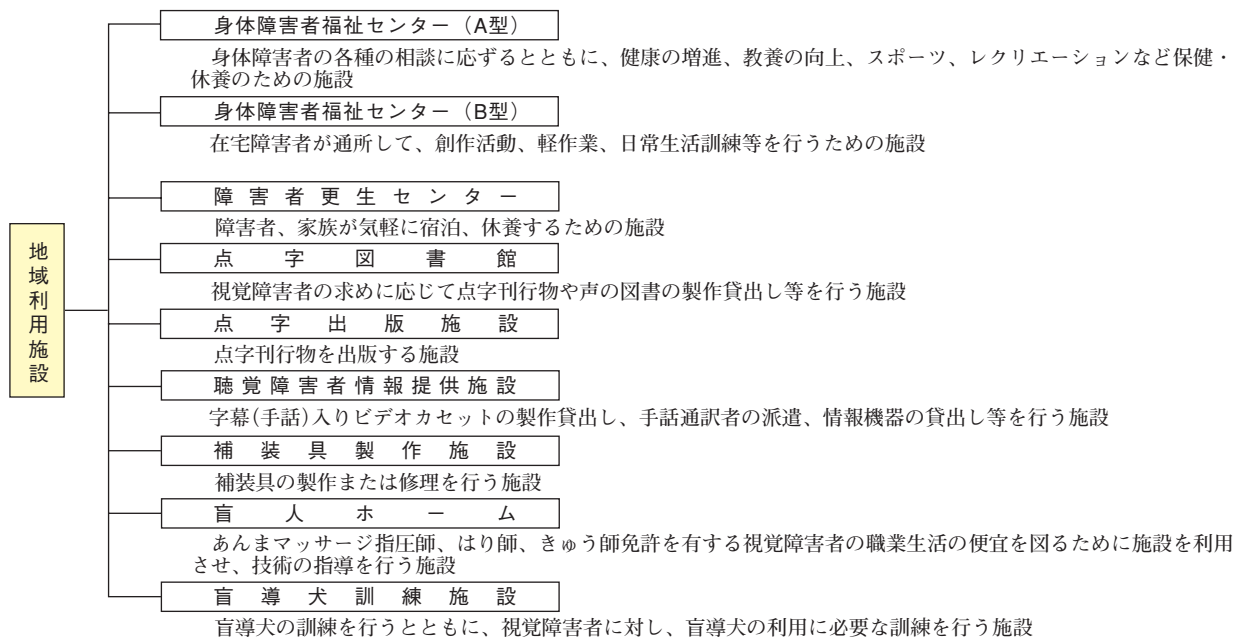 地域利用施設
身体障害者福祉センター（A型）
身体障害者の各種の相談に応ずるとともに、健康の増進、教養の向上、スポーツ、レクリエーションなど保健・
休養のための施設
身体障害者福祉センター（B型）
在宅障害者が通所して、創作活動、軽作業、日常生活訓練等を行うための施設
障害者更生センター
障害者、家族が気軽に宿泊、休養するための施設
点字図書館
視覚障害者の求めに応じて点字刊行物や声の図書の製作貸出し等を行う施設
点字出版施設
点字刊行物を出版する施設
聴覚障害者情報提供施設
字幕(手話)入りビデオカセットの製作貸出し、手話通訳者の派遣、情報機器の貸出し等を行う施設
補装具製作施設
補装具の製作または修理を行う施設
盲人ホーム
あんまマッサージ指圧師、はり師、きゅう師免許を有する視覚障害者の職業生活の便宜を図るために施設を利用
させ、技術の指導を行う施設
盲導犬訓練施設
盲導犬の訓練を行うとともに、視覚障害者に対し、盲導犬の利用に必要な訓練を行う施設